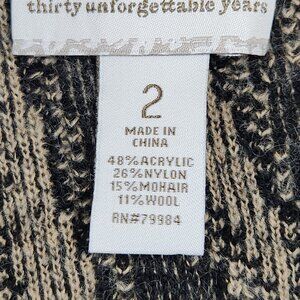 thirty unforgettable years
2
MADE IN
CHINA
48%ACRYLIC
26%NYLON
15%MOHAIR
11%WOOL
RN#79984